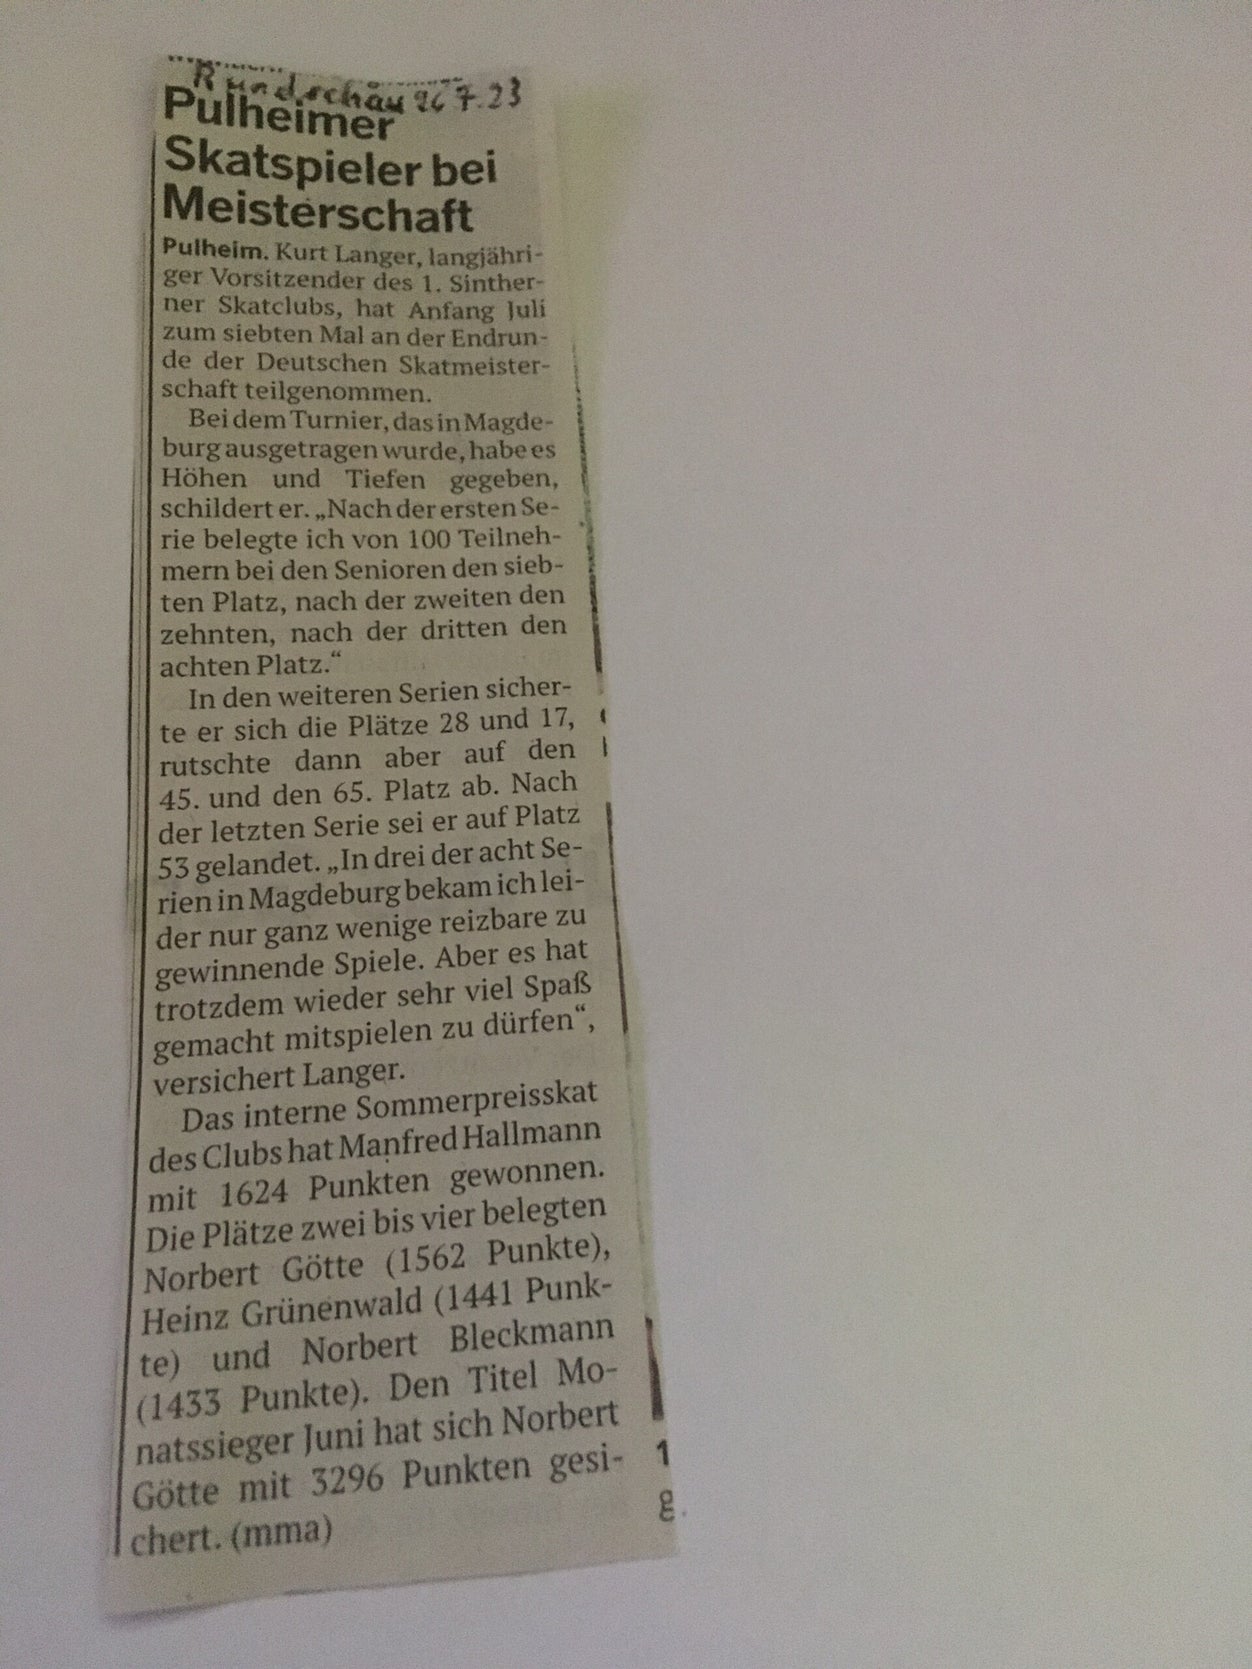 Rundschau 26.7.23
Pulheimer
Skatspieler bei
Meisterschaft
Pulheim. Kurt Langer, langjähri-
ger Vorsitzender des 1. Sinther-
ner Skatclubs, hat Anfang Juli
zum siebten Mal an der Endrun-
de der Deutschen Skatmeister-
schaft teilgenommen.
Bei dem Turnier, das in Magde-
burg ausgetragen wurde, habe es
Höhen und Tiefen gegeben,
schildert er. „Nach der ersten Se-
rie belegte ich von 100 Teilneh-
mern bei den Senioren den sieb-
ten Platz, nach der zweiten den
zehnten, nach der dritten den
achten Platz.“
In den weiteren Serien sicher-
te er sich die Plätze 28 und 17,
rutschte dann aber auf den
45. und den 65. Platz ab. Nach
der letzten Serie sei er auf Platz
53 gelandet. „In drei der acht Se-
rien in Magdeburg bekam ich lei-
der nur ganz wenige reizbare zu
gewinnende Spiele. Aber es hat
trotzdem wieder sehr viel Spaß
gemacht mitspielen zu dürfen“,
versichert Langer.
Das interne Sommerpreisskat
des Clubs hat Manfred Hallmann
mit 1624 Punkten gewonnen.
Die Plätze zwei bis vier belegten
Norbert Götte (1562 Punkte),
Heinz Grünenwald (1441 Punk-
te) und Norbert Bleckmann
(1433 Punkte). Den Titel Mo-
natssieger Juni hat sich Norbert
Götte mit 3296 Punkten gesi-
chert. (mma)